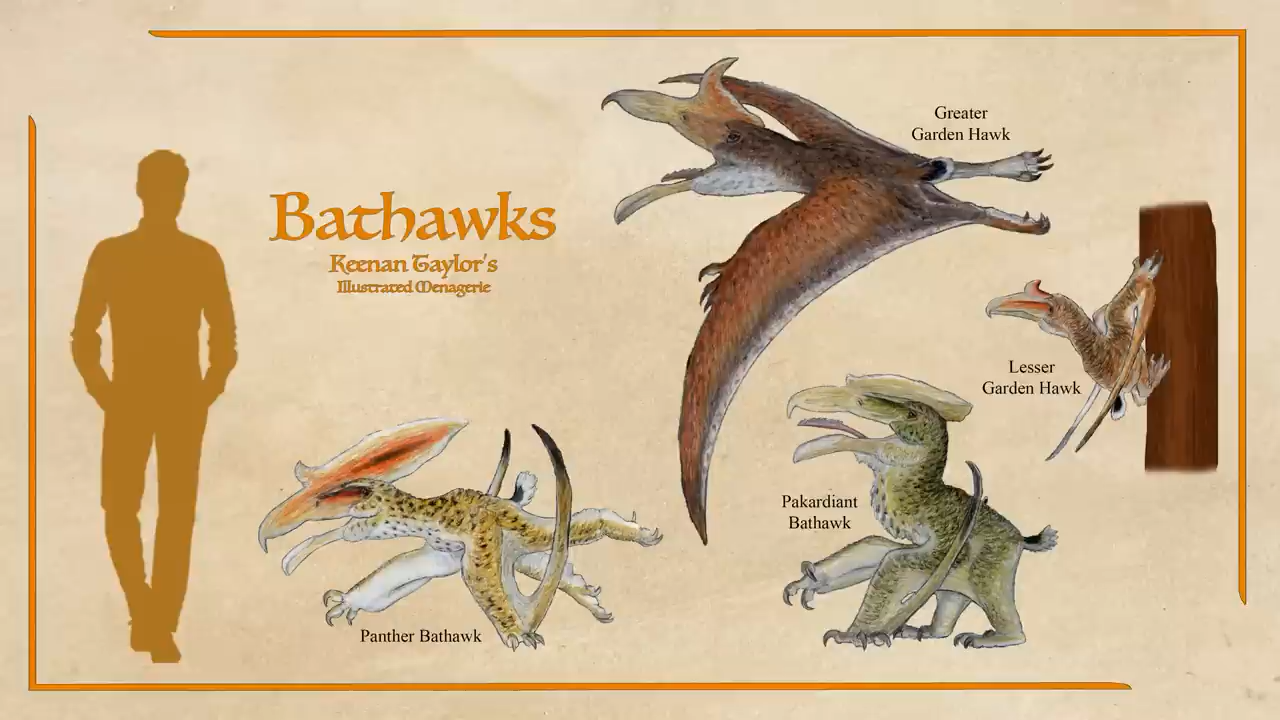 Bathawks
Keenan Taylor's
Illustrated Menagerie
Greater
Garden Hawk
Lesser
Garden Hawk
Pakardiant
Bathawk
Panther Bathawk